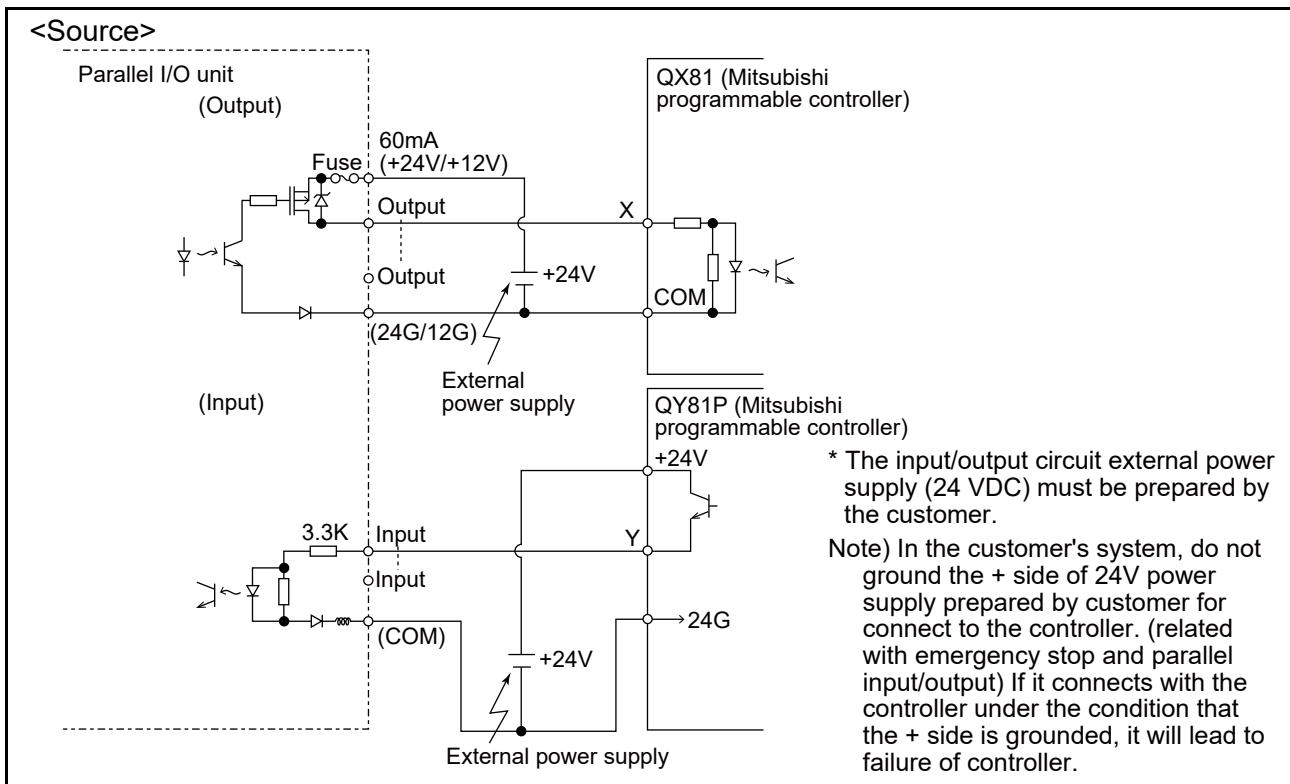 <Source>
Parallel I/O unit
(Output)
QX81 (Mitsubishi
programmable controller)
60mA
(+24V/+12V)
Fuse
Output
X
Output
+24V
COM
(24G/12G)
External
power supply
(Input)
QY81P (Mitsubishi
programmable controller)
+24V
3.3K
Input
Y
Input
(COM)
24G
+24V
External power supply
* The input/output circuit external power
supply (24 VDC) must be prepared by
the customer.
Note) In the customer's system, do not
ground the + side of 24V power
supply prepared by customer for
connect to the controller. (related
with emergency stop and parallel
input/output) If it connects with the
controller under the condition that
the + side is grounded, it will lead to
failure of controller.